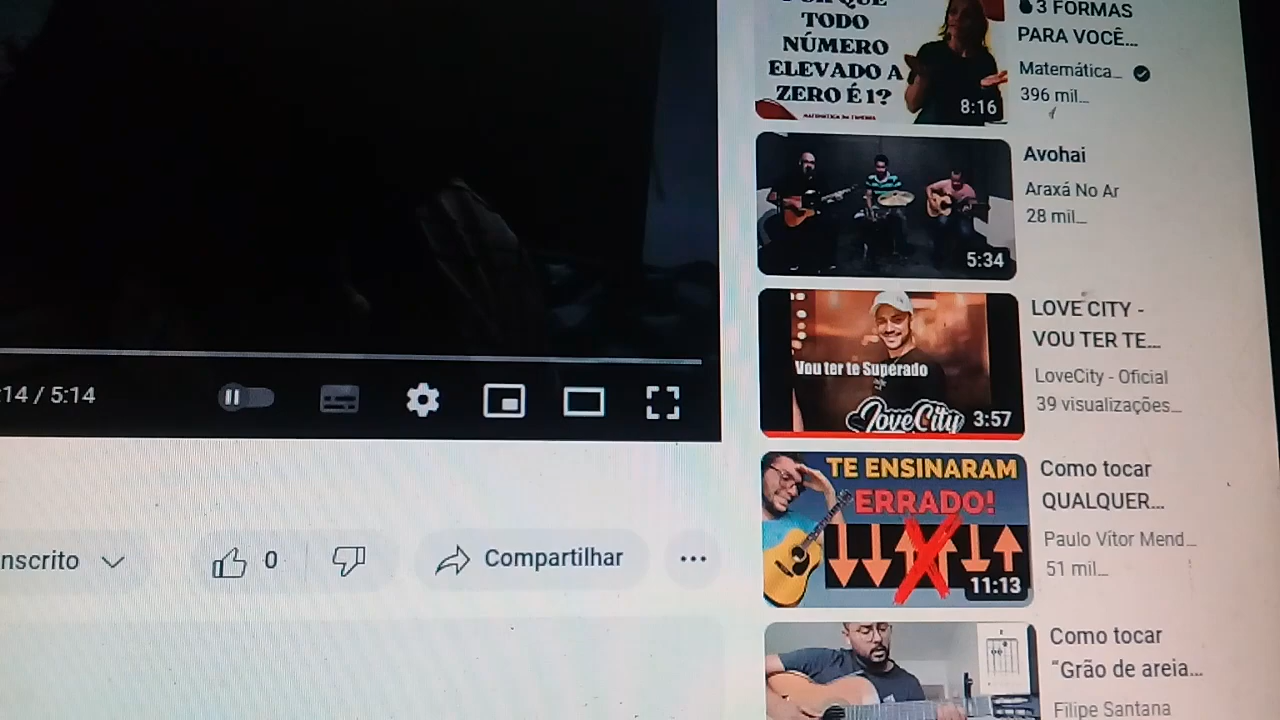 TODO
NÚMERO
ELEVADO A
ZERO É 1?
8:16
3 FORMAS
PARA VOCÊ...
Matemática...
396 mil...
Avohai
Araxá No Ar
28 mil...
5:34
LOVE CITY -
VOU TER TE...
LoveCity - Oficial
39 visualizações...
Vou ter te Superado
LoveCity
3:57
TE ENSINARAM
ERRADO!
11:13
Como tocar
QUALQUER...
Paulo Vítor Mend...
51 mil...
Como tocar
“Grão de areia...
Filipe Santana
:14 / 5:14
nscrito
0
Compartilhar